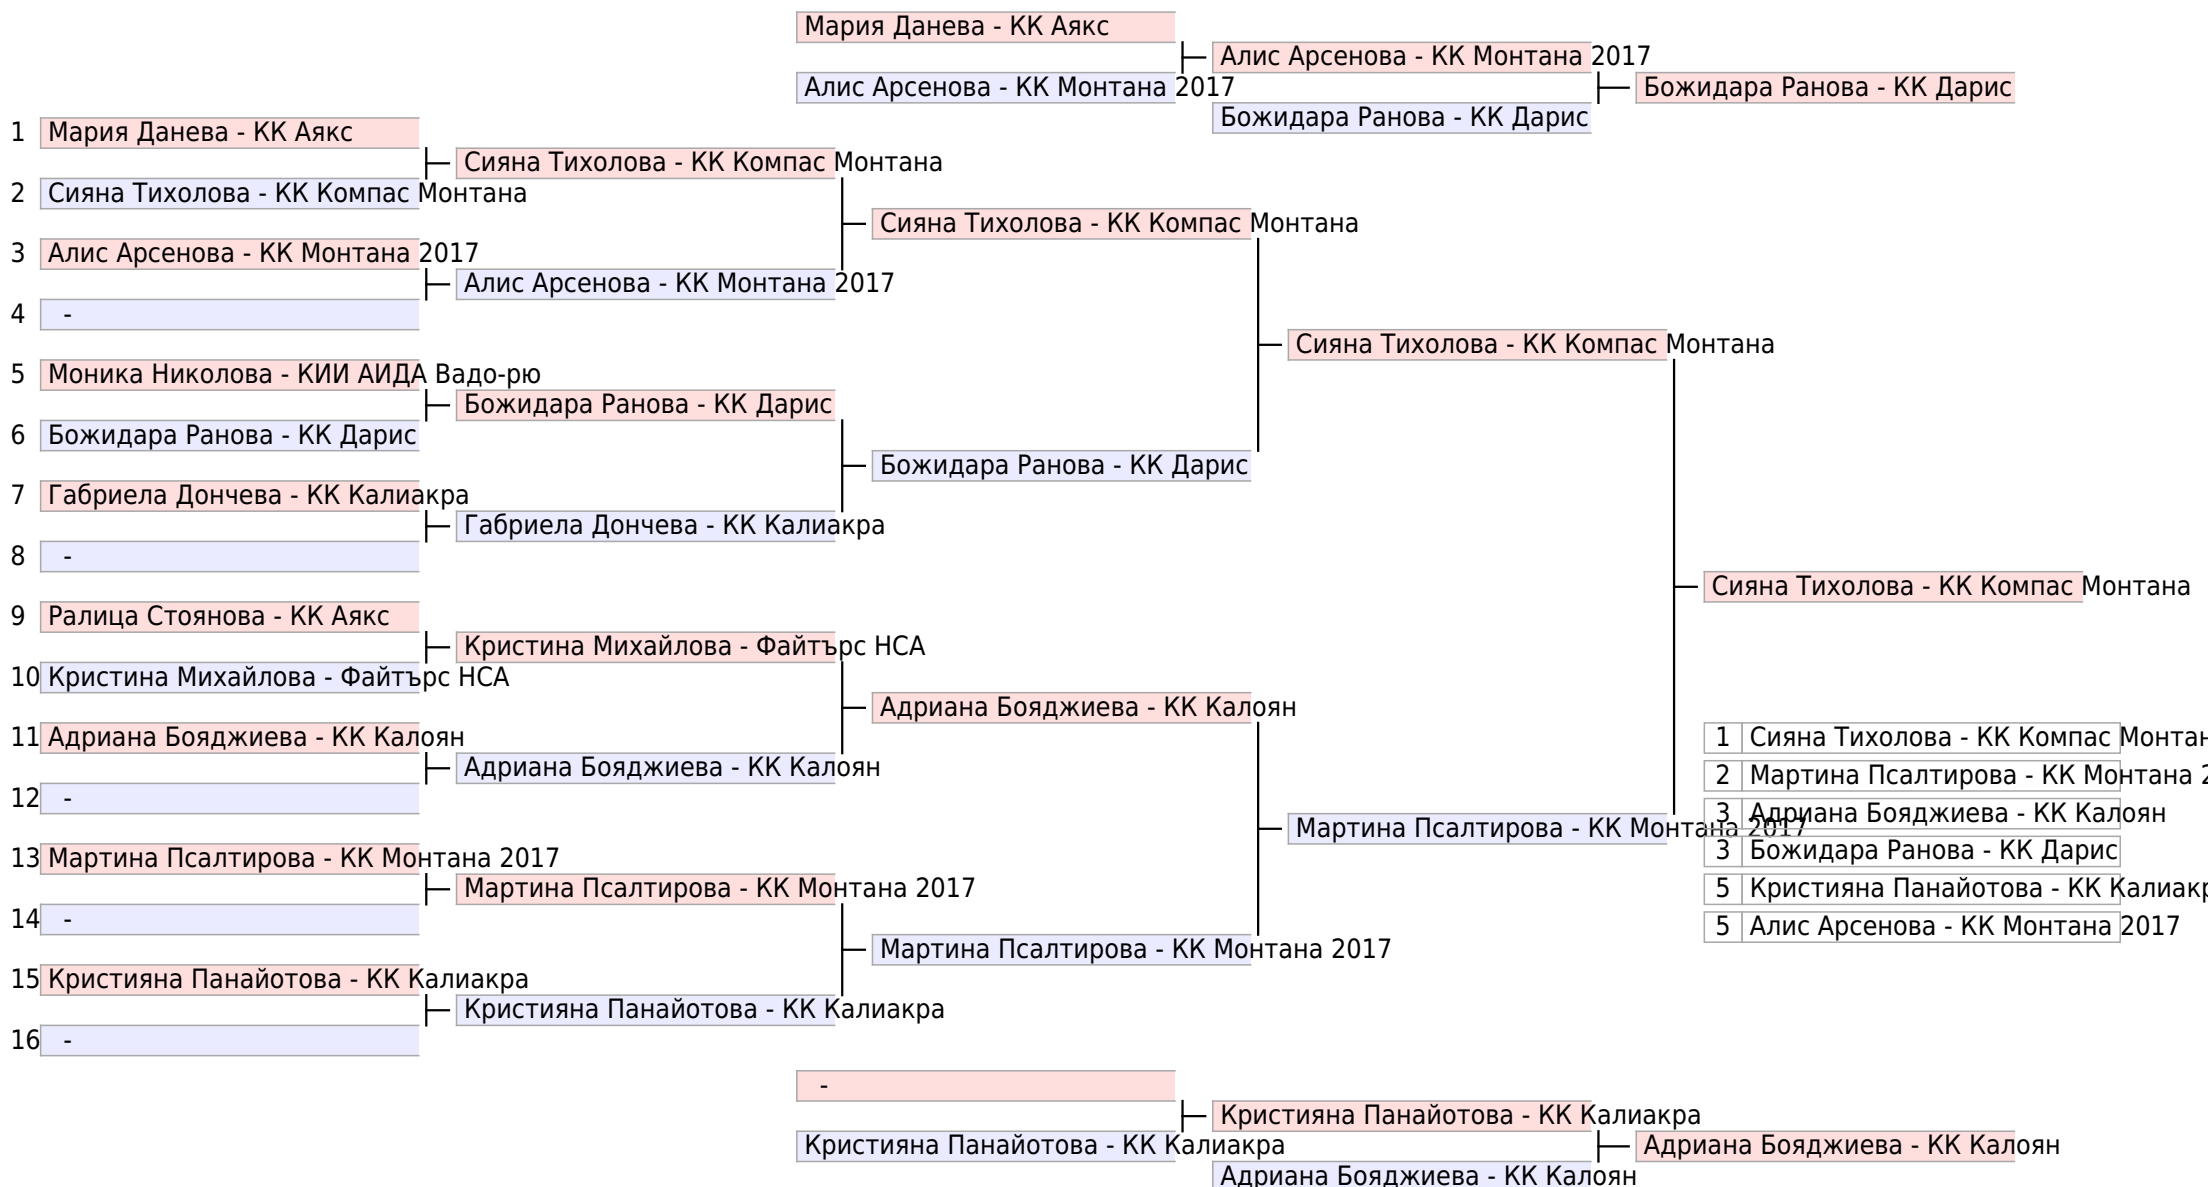 Мария Данева - КК Аякс
Алис Арсенова - КК Монтана 2017
Алис Арсенова - КК Монтана 2017
Божидара Ранова - КК Дарис
Божидара Ранова - КК Дарис
1 Мария Данева - КК Аякс
Сияна Тихолова - КК Компас Монтана
2 Сияна Тихолова - КК Компас Монтана
Сияна Тихолова - КК Компас Монтана
3 Алис Арсенова - КК Монтана 2017
Алис Арсенова - КК Монтана 2017
4 -
Сияна Тихолова - КК Компас Монтана
5 Моника Николова - КИИ АИДА Вадо-рю
Божидара Ранова - КК Дарис
6 Божидара Ранова - КК Дарис
Божидара Ранова - КК Дарис
7 Габриела Дончева - КК Калиакра
Габриела Дончева - КК Калиакра
8 -
Сияна Тихолова - КК Компас Монтана
9 Ралица Стоянова - КК Аякс
Кристина Михайлова - Файтърс НСА
10 Кристина Михайлова - Файтърс НСА
Адриана Бояджиева - КК Калоян
11 Адриана Бояджиева - КК Калоян
Адриана Бояджиева - КК Калоян
12 -
Мартина Псалтирова - КК Монтана 2017
13 Мартина Псалтирова - КК Монтана 2017
Мартина Псалтирова - КК Монтана 2017
14 -
Мартина Псалтирова - КК Монтана 2017
15 Кристияна Панайотова - КК Калиакра
Кристияна Панайотова - КК Калиакра
16 -
1 Сияна Тихолова - КК Компас
2 Мартина Псалтирова - КК Монтана
3 Адриана Бояджиева - КК Калоян
3 Божидара Ранова - КК Дарис
5 Кристияна Панайотова - КК
5 Алис Арсенова - КК Монтана 2017
-
Кристияна Панайотова - КК Калиакра
Кристияна Панайотова - КК Калиакра
Адриана Бояджиева - КК Калоян
Адриана Бояджиева - КК Калоян